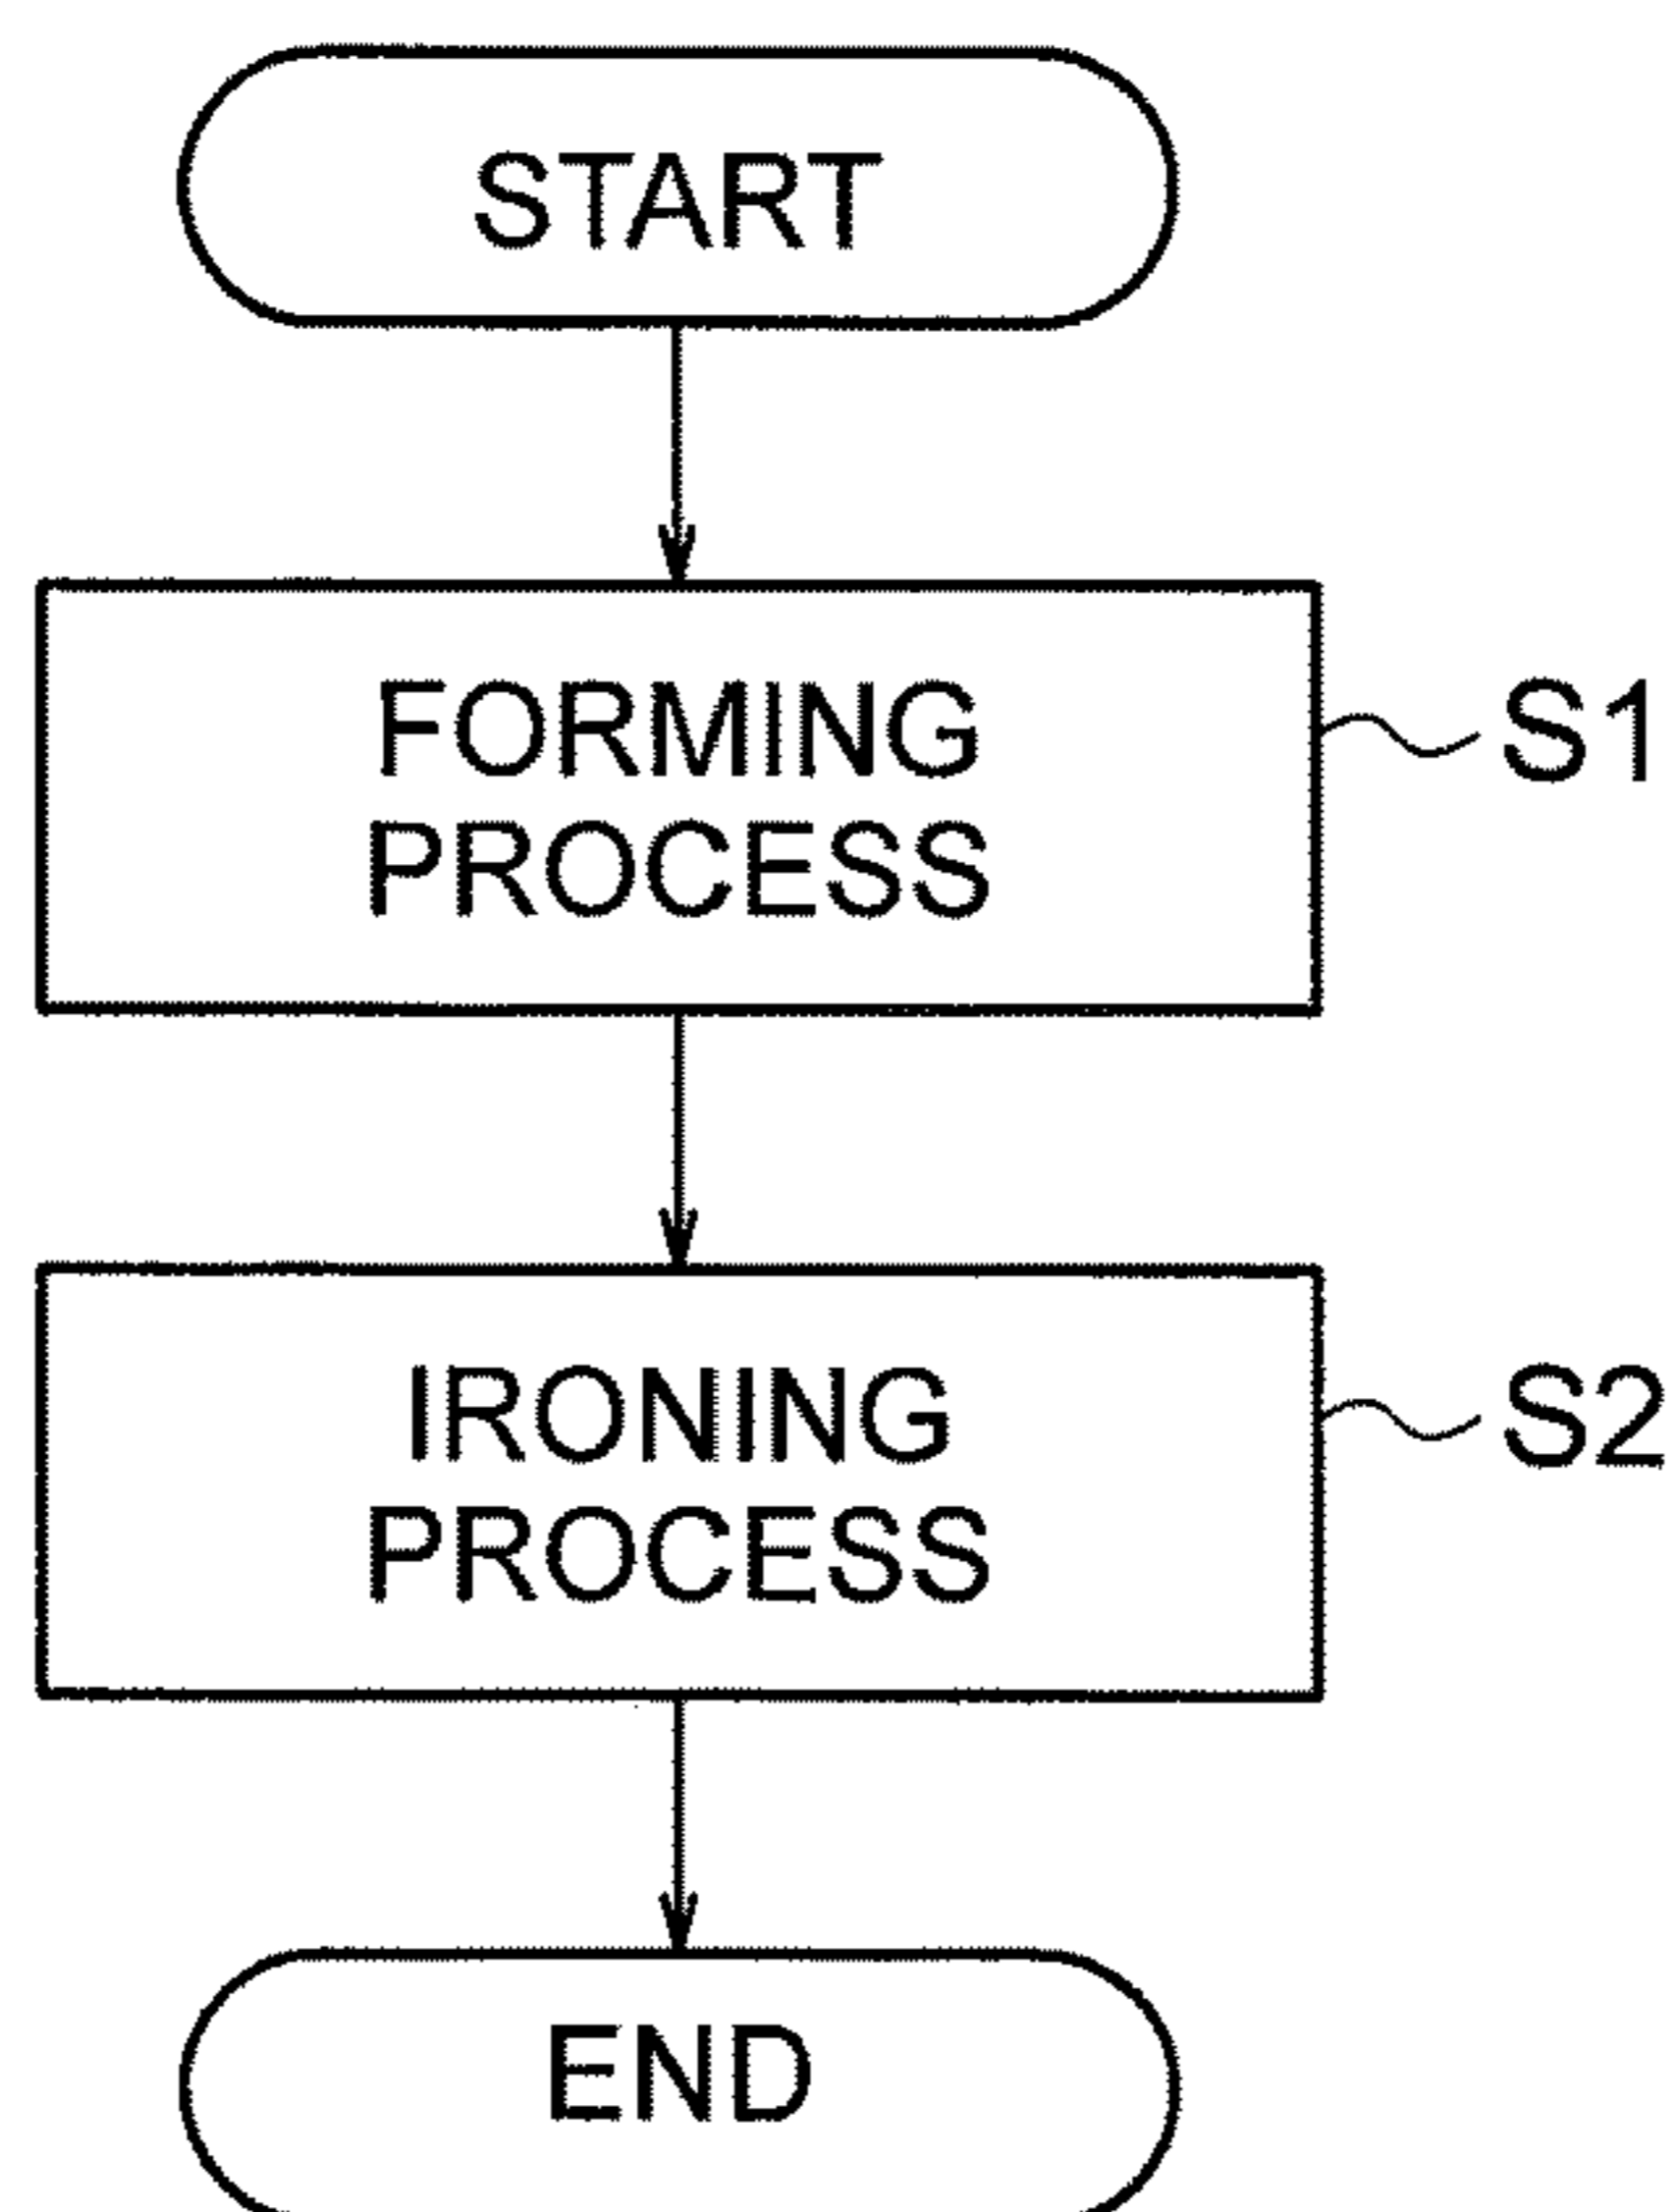 START
FORMING
PROCESS
S1
IRONING
PROCESS
S2
END